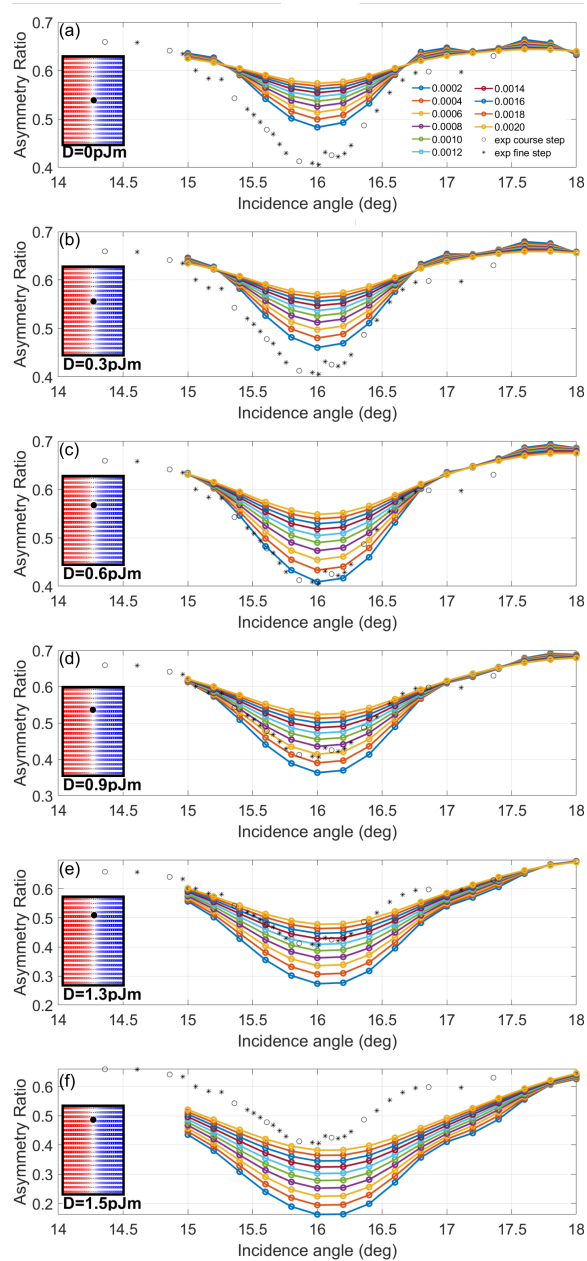 (a)
Asymmetry Ratio
0.7
0.6
0.5
0.4
D=0pJm
0.0002
0.0004
0.0006
0.0008
0.0010
0.0012
0.0014
0.0016
0.0018
0.0020
exp course step
exp fine step
14 14.5 15 15.5 16 16.5 17 17.5 18
Incidence angle (deg)
(b)
Asymmetry Ratio
0.7
0.6
0.5
0.4
D=0.3pJm
14 14.5 15 15.5 16 16.5 17 17.5 18
Incidence angle (deg)
(c)
Asymmetry Ratio
0.7
0.6
0.5
0.4
D=0.6pJm
14 14.5 15 15.5 16 16.5 17 17.5 18
Incidence angle (deg)
(d)
Asymmetry Ratio
0.7
0.6
0.5
0.4
0.3
D=0.9pJm
14 14.5 15 15.5 16 16.5 17 17.5 18
Incidence angle (deg)
(e)
Asymmetry Ratio
0.6
0.5
0.4
0.3
0.2
D=1.3pJm
14 14.5 15 15.5 16 16.5 17 17.5 18
Incidence angle (deg)
(f)
Asymmetry Ratio
0.6
0.5
0.4
0.3
0.2
D=1.5pJm
14 14.5 15 15.5 16 16.5 17 17.5 18
Incidence angle (deg)